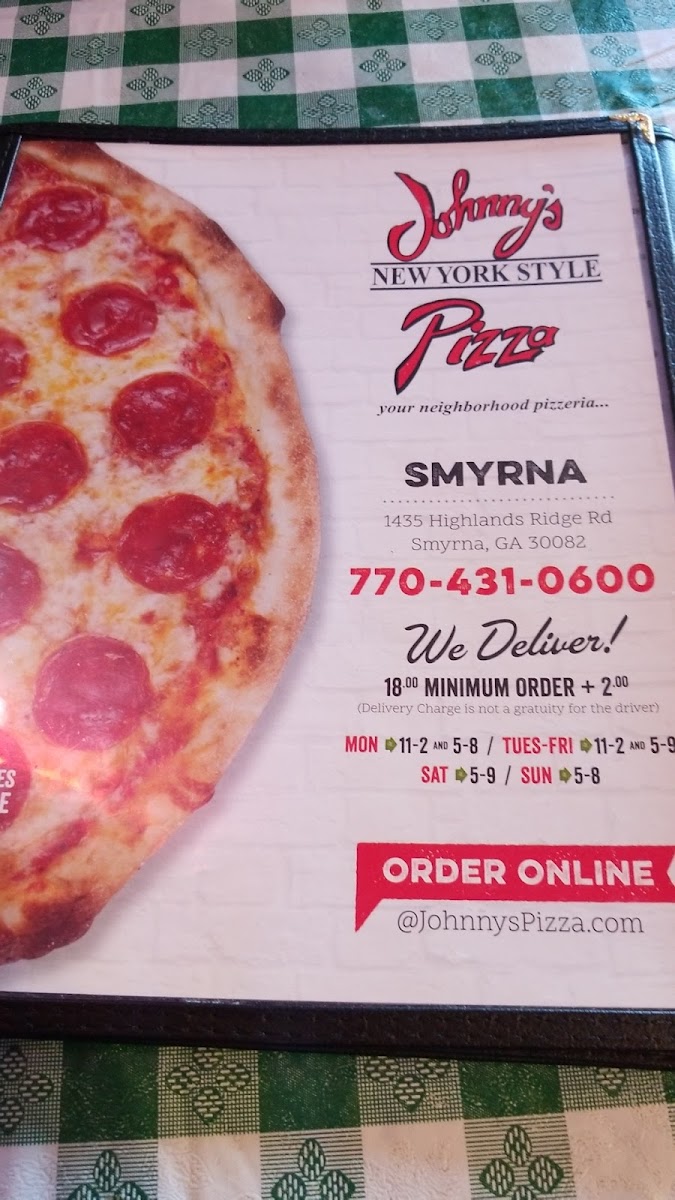 Johnny's
NEW YORK STYLE
Pizza
your neighborhood pizzeria...
SMYRNA
1435 Highlands Ridge Rd
Smyrna, GA 30082
770-431-0600
We Deliver!
18.00 MINIMUM ORDER + 2.00
(Delivery Charge is not a gratuity for the driver)
MON 11-2 AND 5-8 / TUES-FRI 11-2 AND 5-9
SAT 5-9 / SUN 5-8
ORDER ONLINE
@JohnnysPizza.com